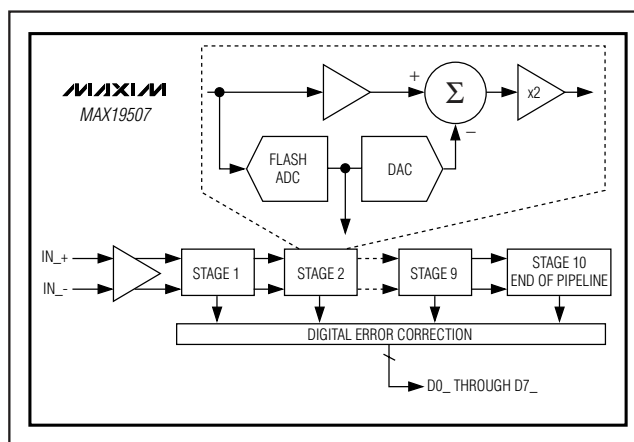 MAXIM
MAX19507
+
Σ
x2
−
FLASH
ADC
DAC
IN_+
IN_-
STAGE 1
STAGE 2
STAGE 9
STAGE 10
END OF PIPELINE
DIGITAL ERROR CORRECTION
D0_ THROUGH D7_